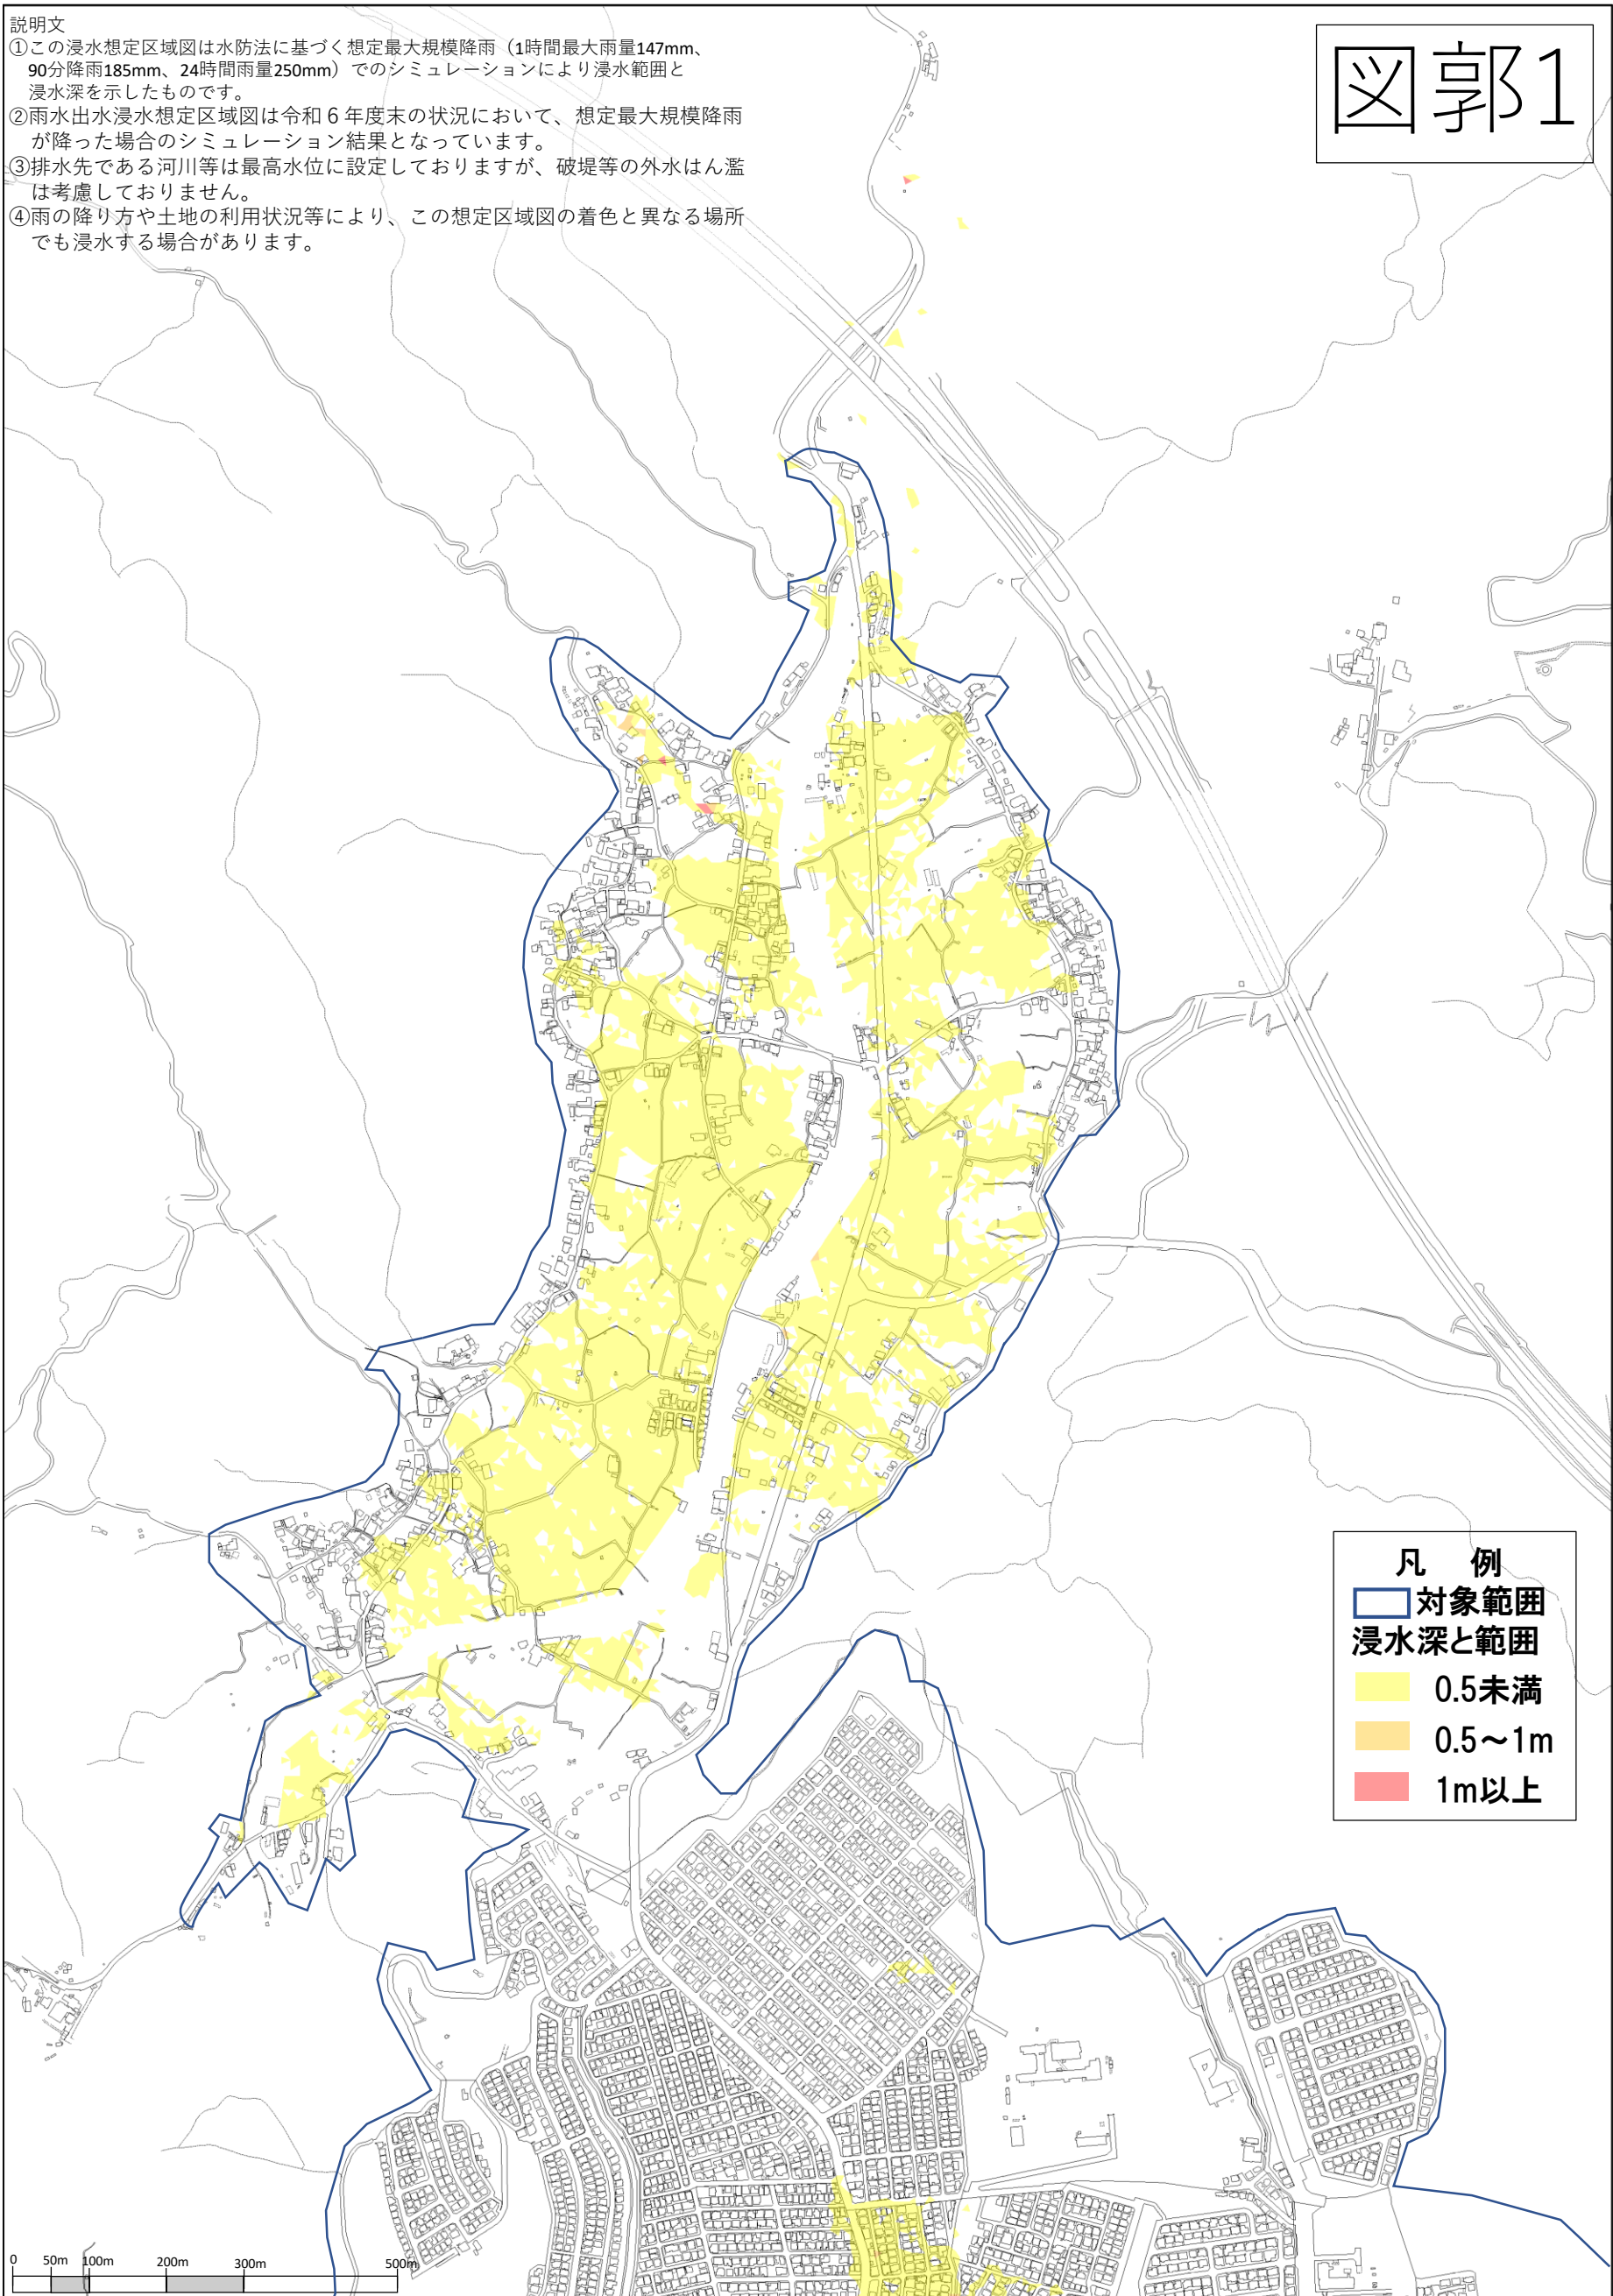 説明文
①この浸水想定区域図は水防法に基づく想定最大規模降雨（1時間最大雨量147mm、
90分降雨185mm、24時間雨量250mm）でのシミュレーションにより浸水範囲と
浸水深を示したものです。
②雨水出水浸水想定区域図は令和６年度末の状況において、想定最大規模降雨
が降った場合のシミュレーション結果となっています。
③排水先である河川等は最高水位に設定しておりますが、破堤等の外水はん濫
は考慮しておりません。
④雨の降り方や土地の利用状況等により、この想定区域図の着色と異なる場所
でも浸水する場合があります。
図郭1
凡　例
対象範囲
浸水深と範囲
0.5未満
0.5～1m
1m以上
0 50m 100m 200m 300m 500m